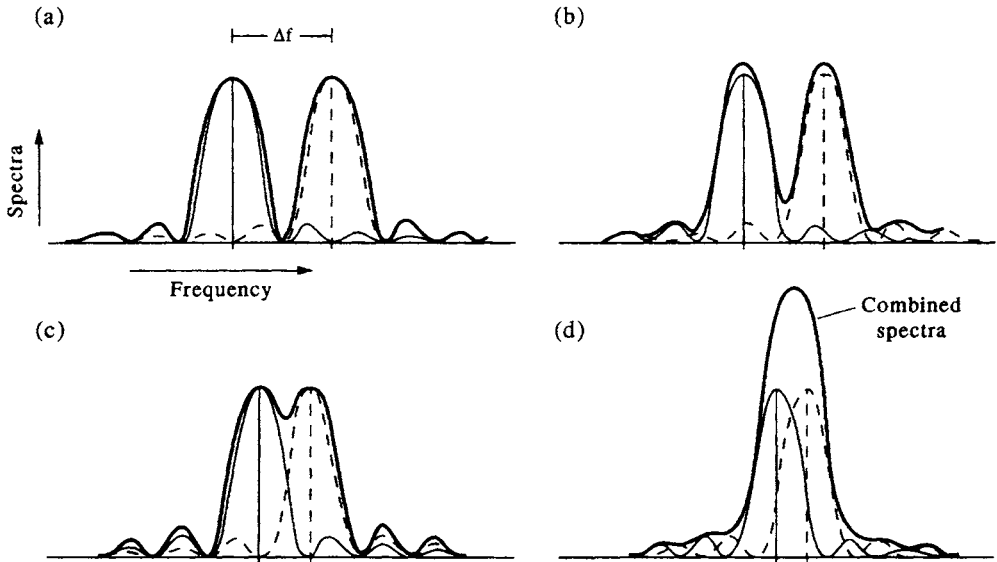 (a)
Δf
Spectra
Frequency
(b)
(c)
(d)
Combined
spectra